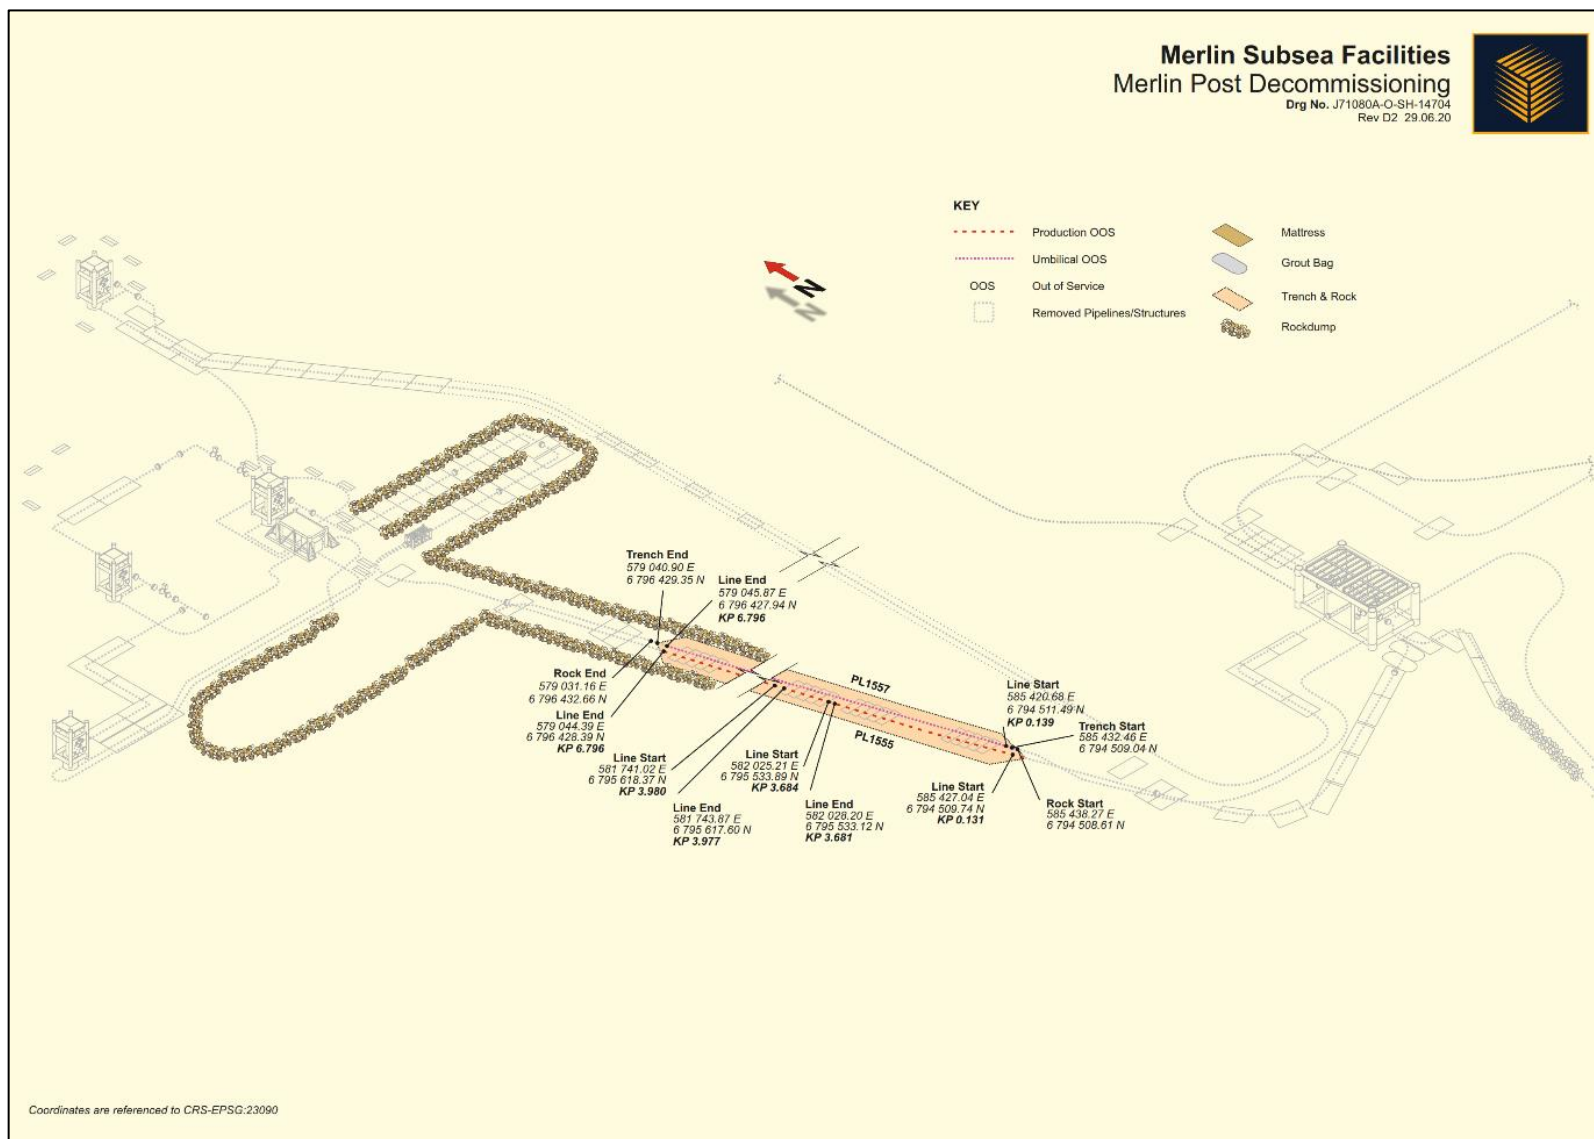 Merlin Subsea Facilities
Merlin Post Decommissioning
Drg No. J71080A-O-SH-14704
Rev D2 29.06.20
KEY
Production OOS
Umbilical OOS
OOS Out of Service
Removed Pipelines/Structures
Mattress
Grout Bag
Trench & Rock
Rockdump
N
N
Trench End
579 040.90 E
6 796 429.35 N
Line End
579 045.87 E
6 796 427.94 N
KP 6.796
Rock End
579 031.16 E
6 796 432.66 N
Line End
579 044.39 E
6 796 428.39 N
KP 6.796
Line Start
581 741.02 E
6 795 618.37 N
KP 3.980
Line End
581 743.87 E
6 795 617.60 N
KP 3.977
Line Start
582 025.21 E
6 795 533.89 N
KP 3.684
Line End
582 028.20 E
6 795 533.12 N
KP 3.681
PL1557
PL1555
Line Start
585 420.68 E
6 794 511.49 N
KP 0.139
Trench Start
585 432.46 E
6 794 509.04 N
Line Start
585 427.04 E
6 794 509.74 N
KP 0.131
Rock Start
585 438.27 E
6 794 508.61 N
Coordinates are referenced to CRS-EPSG:23090